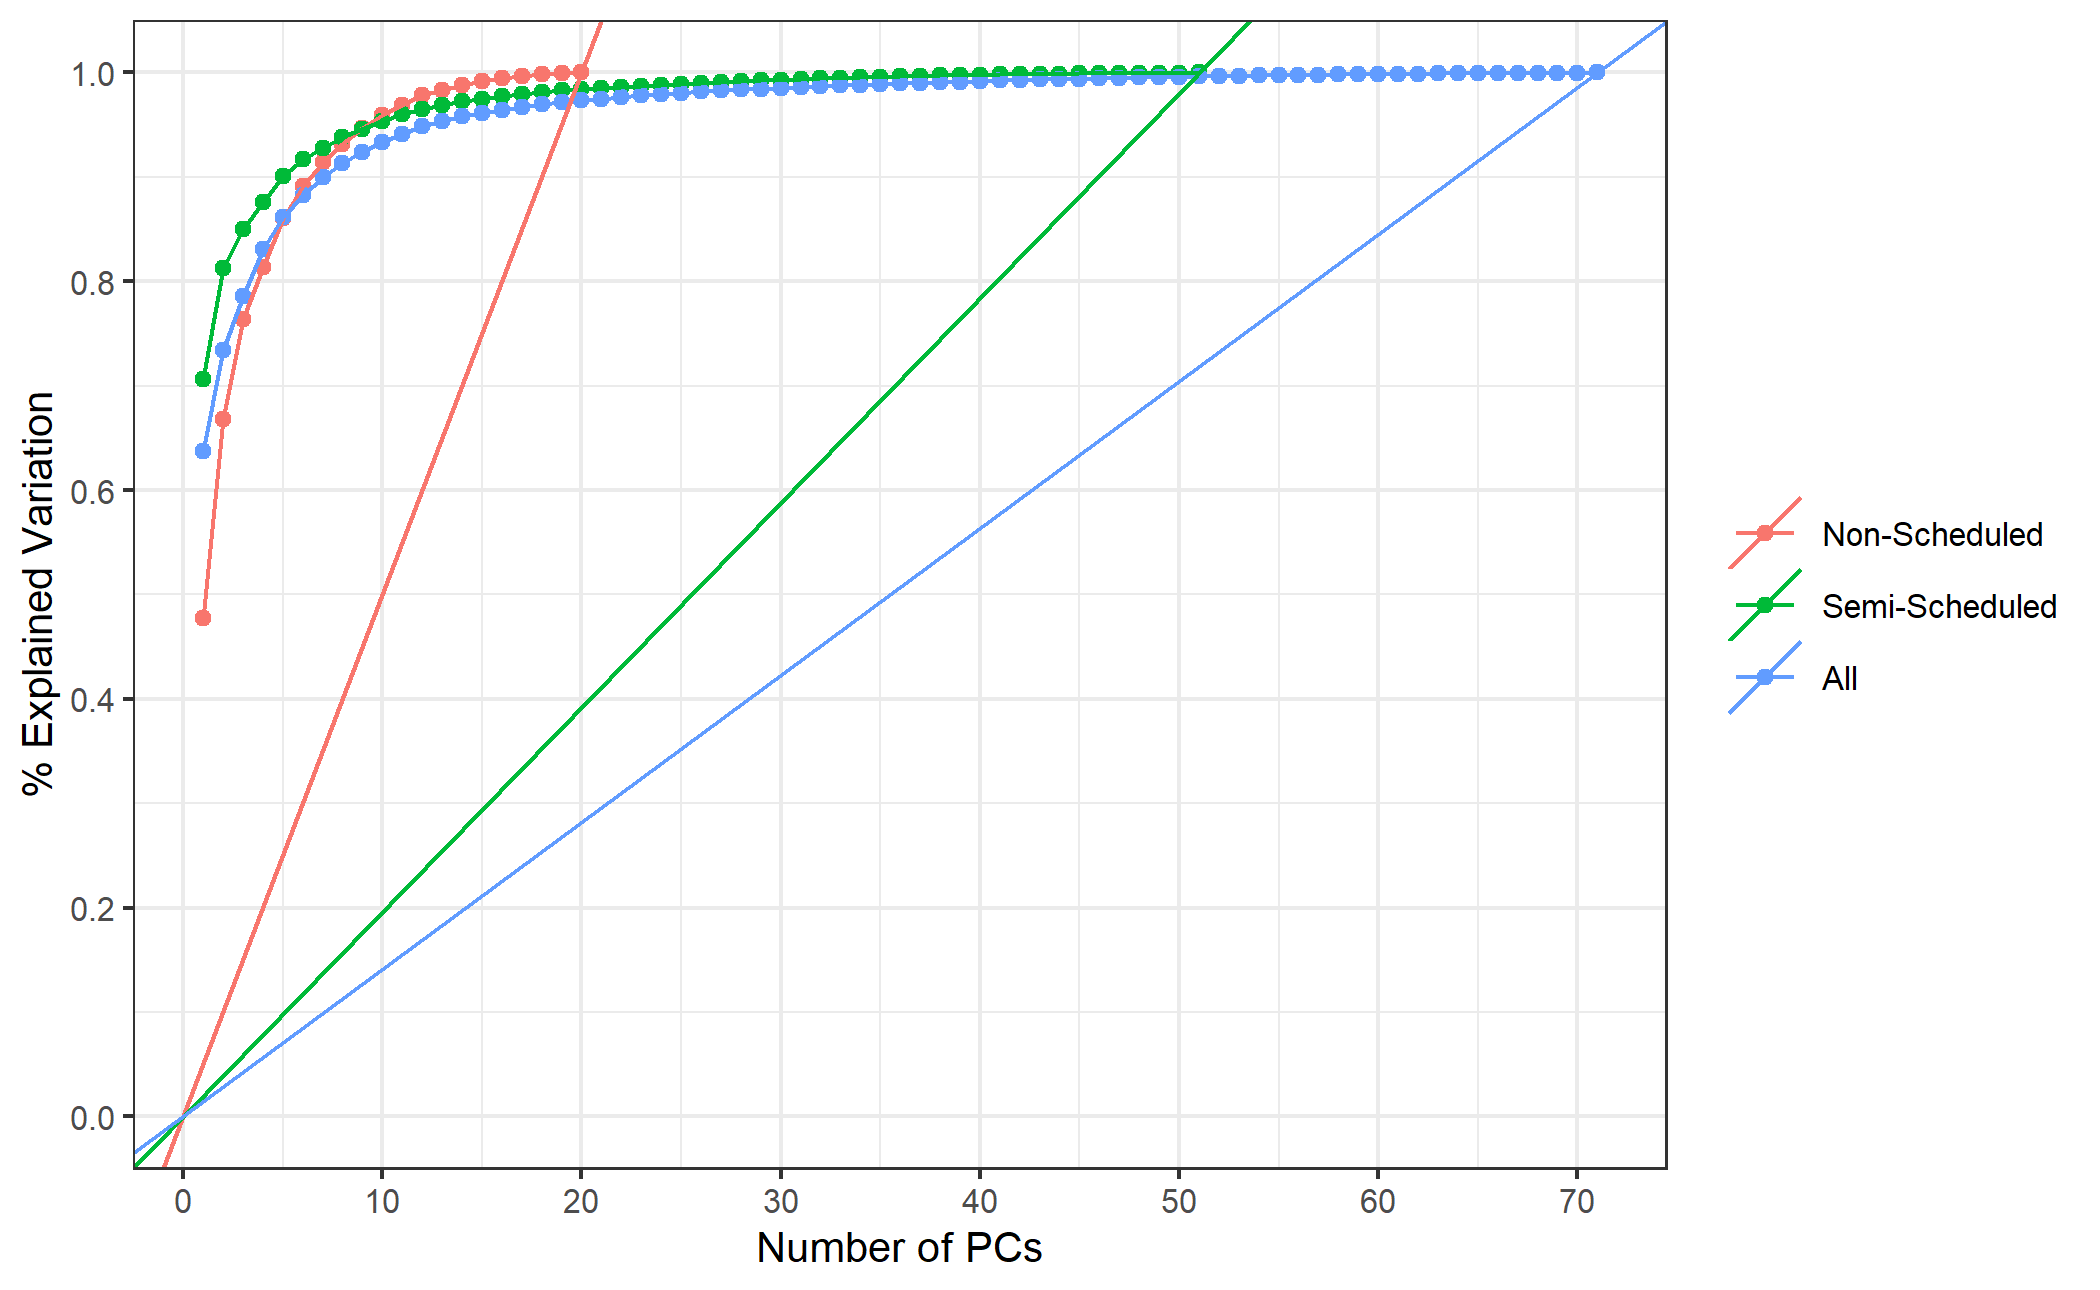 % Explained Variation
1.0
0.8
0.6
0.4
0.2
0.0
0 10 20 30 40 50 60 70
Number of PCs
Non-Scheduled
Semi-Scheduled
All